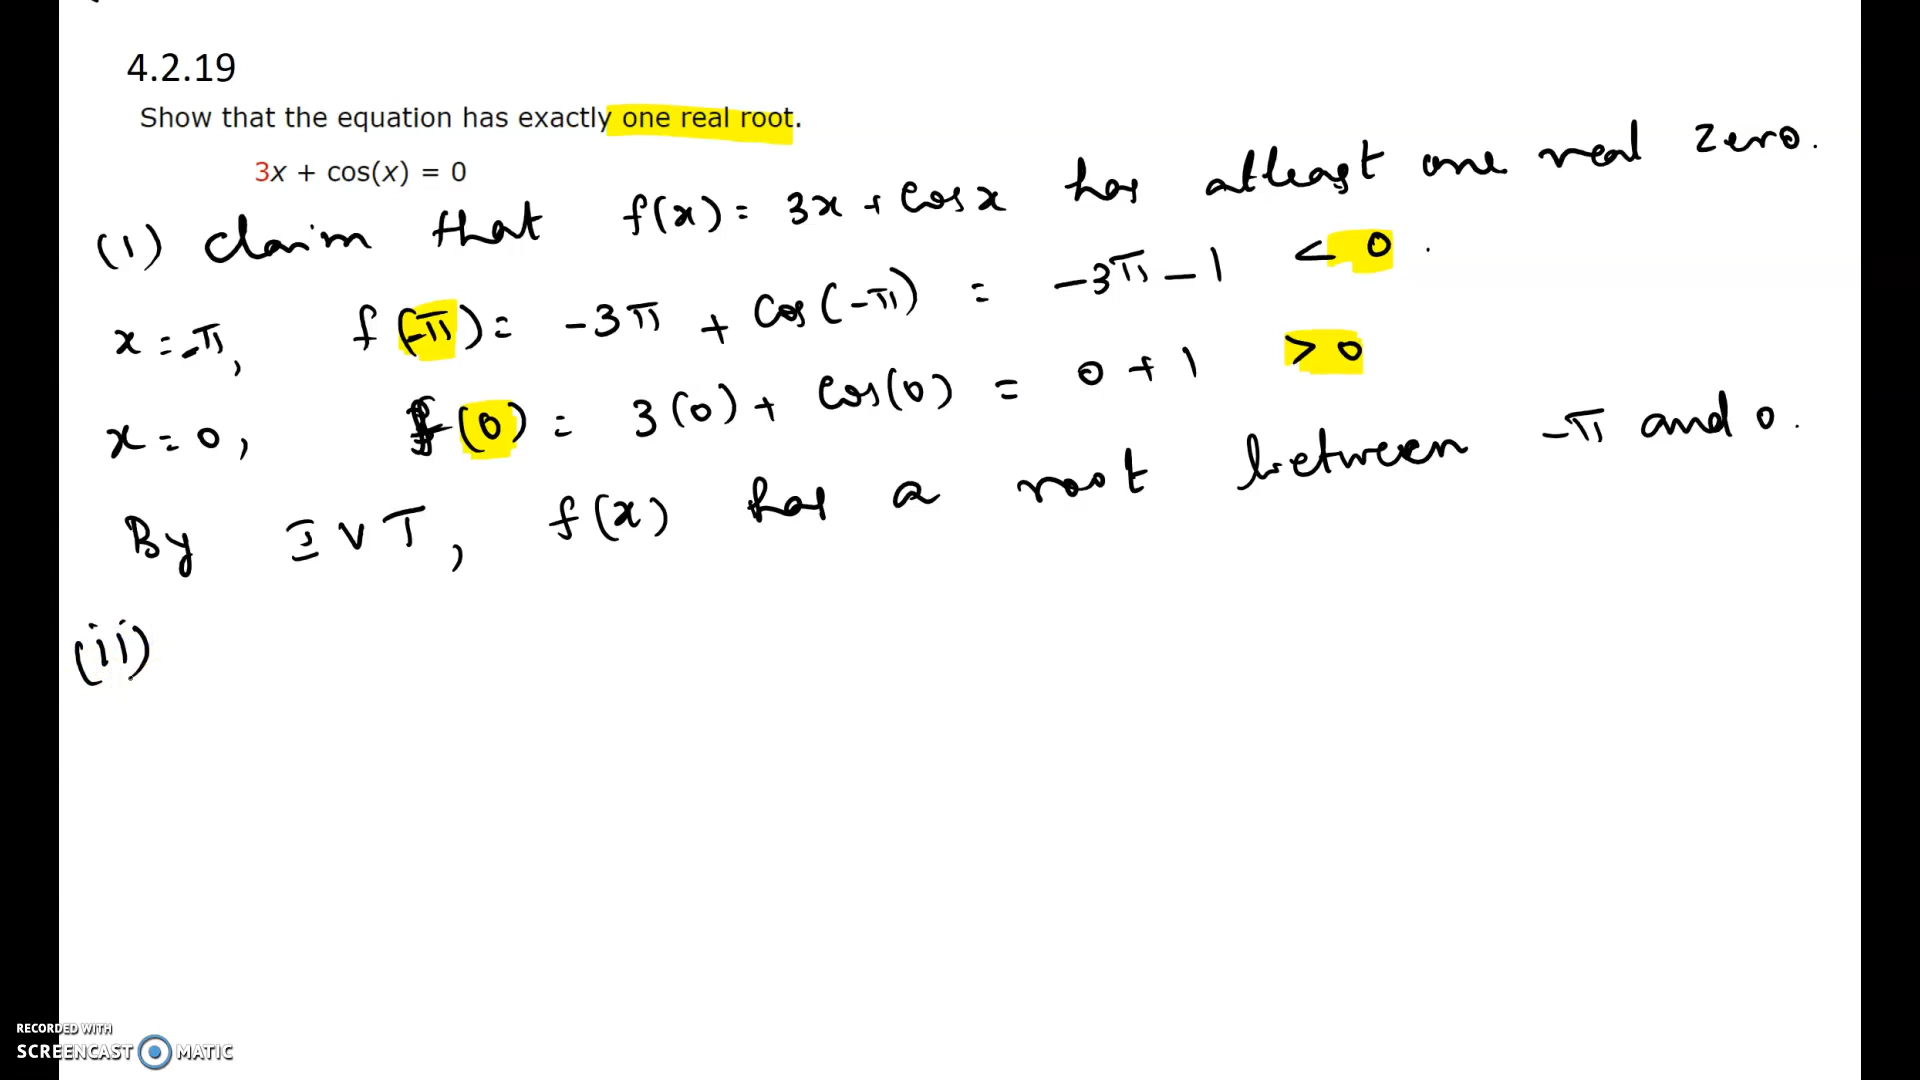 4.2.19
Show that the equation has exactly one real root.
3x + cos(x) = 0
(i) claim that f(x) = 3x + cos x has atleast one real zero.
x = -π, f(-π) = -3π + cos(-π) = -3π - 1 < 0.
x = 0, f(0) = 3(0) + cos(0) = 0 + 1 > 0
By IVT, f(x) has a root between -π and 0.
(ii)
RECORDED WITH
SCREENCAST MATIC